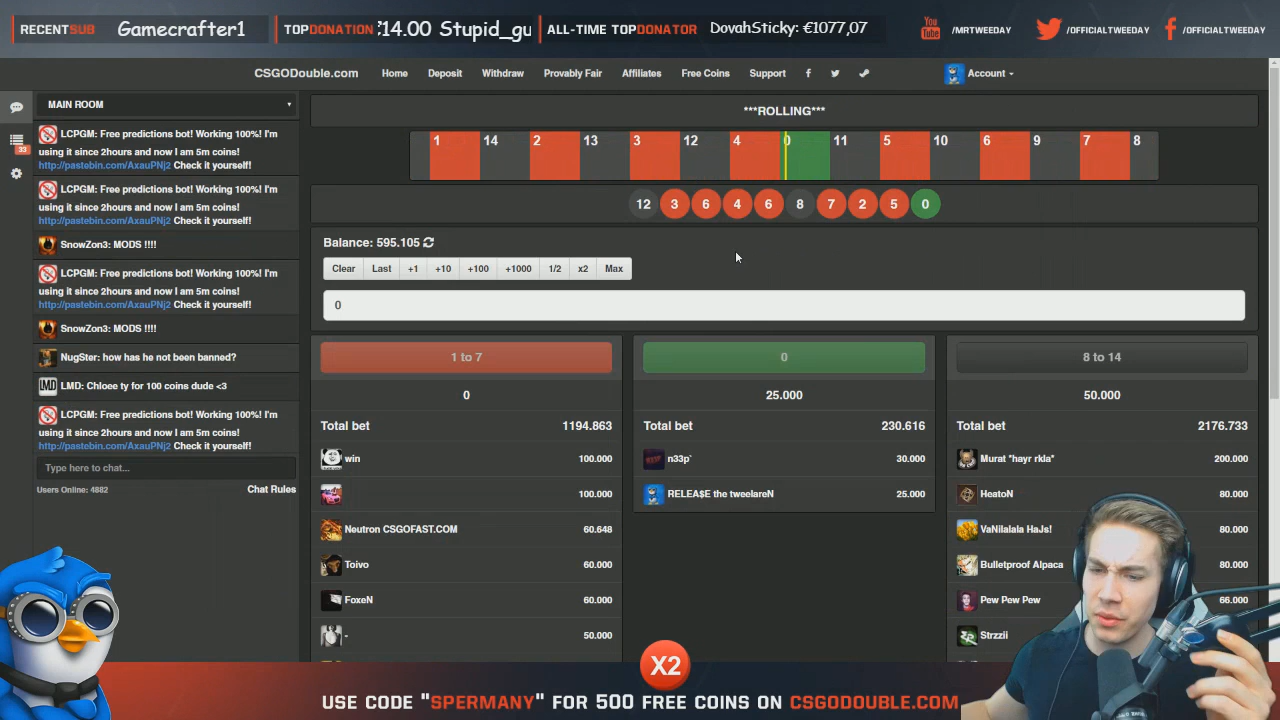 RECENTSUB Gamecrafter1 TOPDONATION 14.00 Stupid_gu ALL-TIME TOPDONATOR DovahSticky: €1077,07 You Tube /MRTWEEDAY /OFFICIALTWEEDAY /OFFICIALTWEEDAY
CSGODouble.com Home Deposit Withdraw Provably Fair Affiliates Free Coins Support Account
MAIN ROOM
33
LCPGM: Free predictions bot! Working 100%! I'm
using it since 2hours and now I am 5m coins!
http://pastebin.com/AxauPNj2 Check it yourself!
LCPGM: Free predictions bot! Working 100%! I'm
using it since 2hours and now I am 5m coins!
http://pastebin.com/AxauPNj2 Check it yourself!
SnowZon3: MODS !!!!
LCPGM: Free predictions bot! Working 100%! I'm
using it since 2hours and now I am 5m coins!
http://pastebin.com/AxauPNj2 Check it yourself!
SnowZon3: MODS !!!!
NugSter: how has he not been banned?
LMD LMD: Chloee ty for 100 coins dude <3
LCPGM: Free predictions bot! Working 100%! I'm
using it since 2hours and now I am 5m coins!
http://pastebin.com/AxauPNj2 Check it yourself!
Type here to chat...
Users Online: 4882 Chat Rules
***ROLLING***
1 14 2 13 3 12 4 0 11 5 10 6 9 7 8
12 3 6 4 6 8 7 2 5 0
Balance: 595.105
Clear Last +1 +10 +100 +1000 1/2 x2 Max
0
1 to 7
0
Total bet 1194.863
win 100.000
100.000
Neutron CSGOFAST.COM 60.648
Toivo 60.000
FoxeN 60.000
- 50.000
0
25.000
Total bet 230.616
n33p` 30.000
RELEA$E the tweelareN 25.000
8 to 14
50.000
Total bet 2176.733
Murat *hayr rkla* 200.000
HeatoN 80.000
VaNilalala HaJs! 80.000
Bulletproof Alpaca 80.000
Pew Pew Pew 66.000
Strzzii
X2
USE CODE "SPERMANY" FOR 500 FREE COINS ON CSGODOUBLE.COM